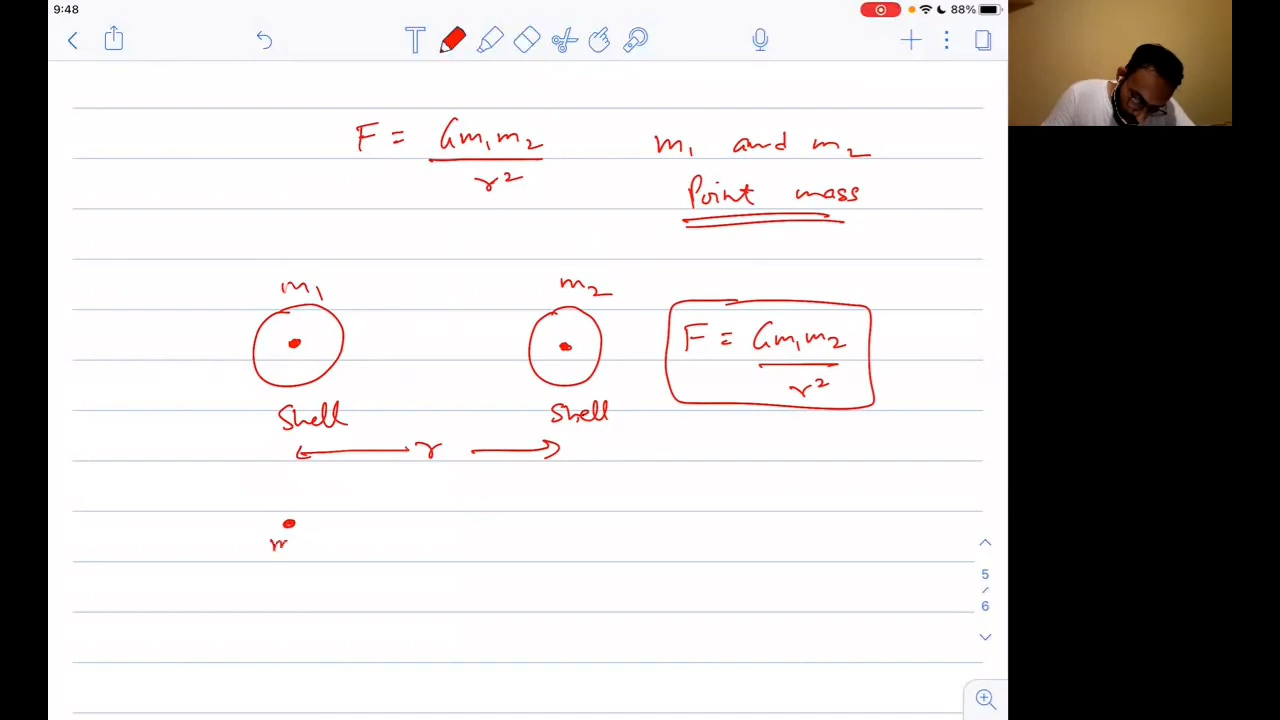 9:48
88%
T
F = Gm₁m₂ / r²
m₁ and m₂
Point mass
m₁
m₂
F = Gm₁m₂ / r²
Shell
Shell
r
m
5
/
6